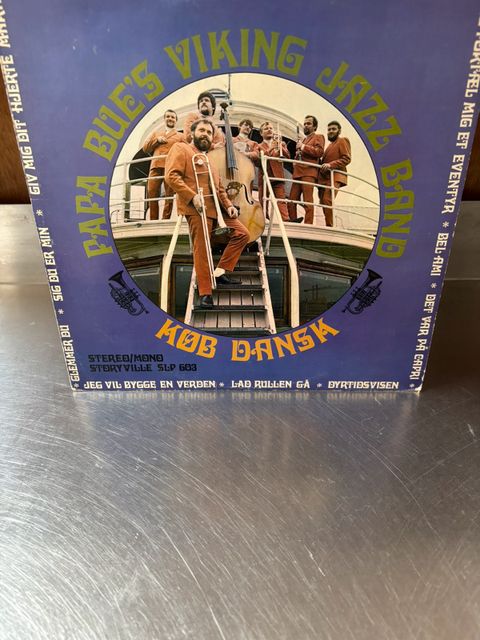 PAPA BUE'S VIKING JAZZ BAND
KØB DANSK
STEREO/MONO
STORYVILLE SLP 603
GLEMMER DU * SIG DU ER MIN * GIV MIG DIT HJERTE
FORTÆL MIG ET EVENTYR * BEL-AMI * DET VAR PÅ CAPRI
* JEG VIL BYGGE EN VERDEN * LAD RULLEN GÅ * DYRTIDSVISEN *